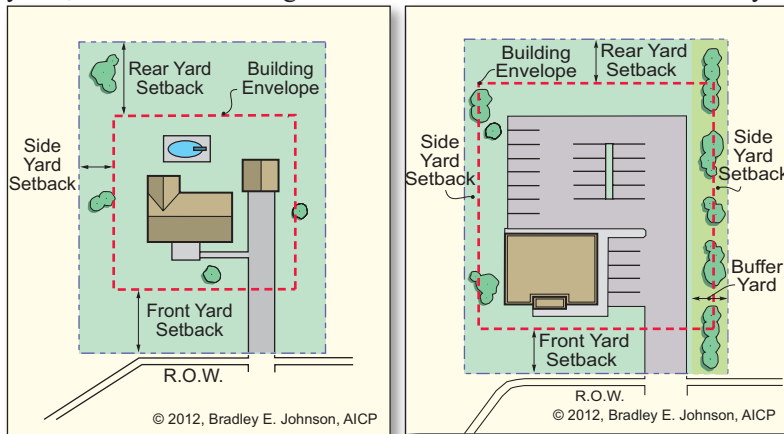 Rear Yard
Setback
Building
Envelope
Side
Yard
Setback
Front Yard
Setback
R.O.W.
© 2012, Bradley E. Johnson, AICP
Building
Envelope
Rear Yard
Setback
Side
Yard
Setback
Side
Yard
Setback
Buffer
Yard
Front Yard
Setback
R.O.W.
© 2012, Bradley E. Johnson, AICP